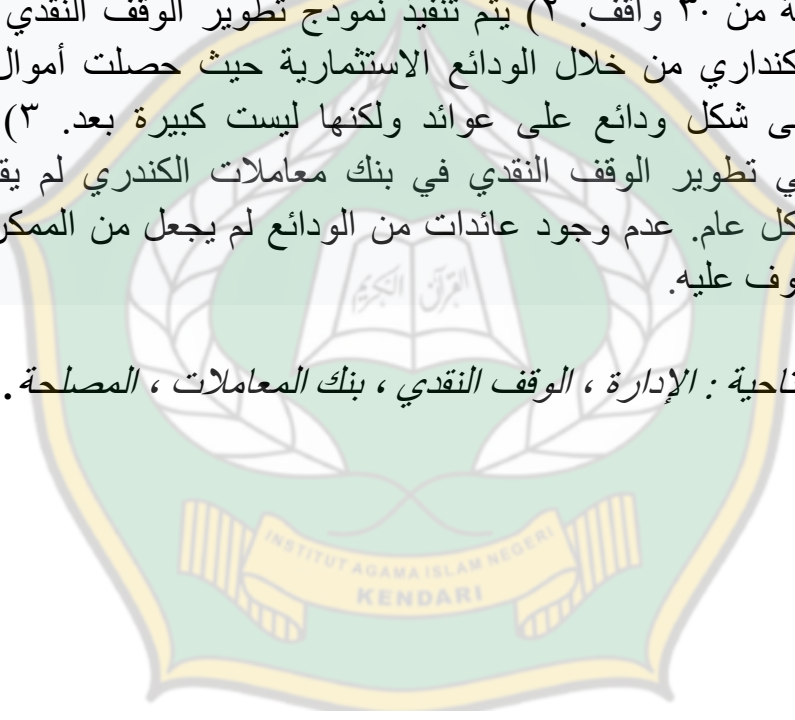 ة من ٣٠ واقف. ٢) يتم تنفيذ نموذج تطوير الوقف النقدي
كنداري من خلال الودائع الاستثمارية حيث حصلت أموال
ى شكل ودائع على عوائد ولكنها ليست كبيرة بعد. ٣)
ي تطوير الوقف النقدي في بنك معاملات الكندري لم يق
كل عام. عدم وجود عائدات من الودائع لم يجعل من الممكن
وف عليه.
القرآن الكريم
تاحية : الإدارة ، الوقف النقدي ، بنك المعاملات ، المصلحة.
INSTITUT AGAMA ISLAM NEGERI
KENDARI